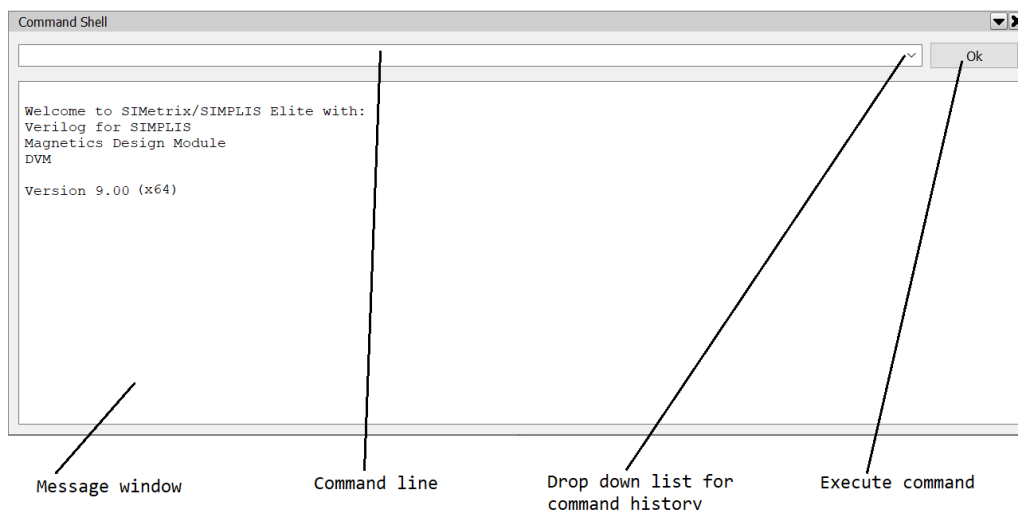 Command Shell
Ok
Welcome to SIMetrix/SIMPLIS Elite with:
Verilog for SIMPLIS
Magnetics Design Module
DVM
Version 9.00 (x64)
Message window
Command line
Drop down list for
command history
Execute command